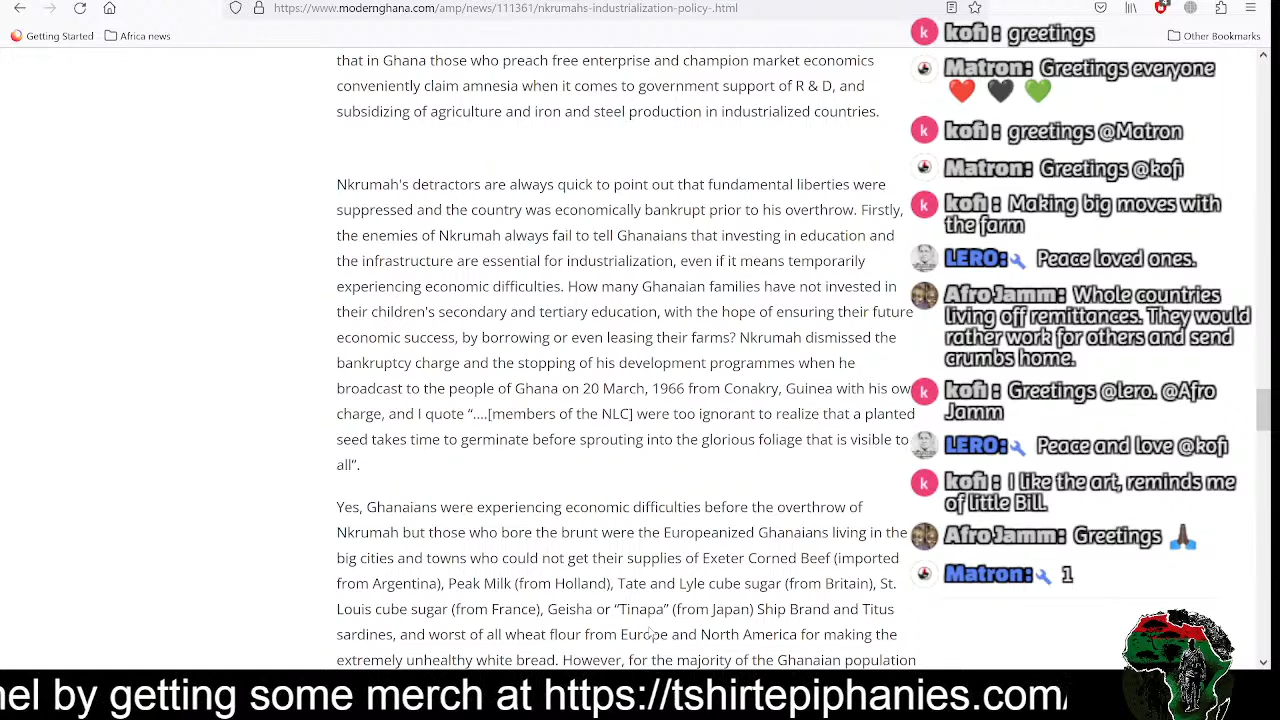 https://www.modernghana.com/amp/news/111361/nkrumahs-industrialization-policy-.html
Getting Started
Africa news
Other Bookmarks
that in Ghana those who preach free enterprise and champion market economics
conveniently claim amnesia when it comes to government support of R & D, and
subsidizing of agriculture and iron and steel production in industrialized countries.
Nkrumah's detractors are always quick to point out that fundamental liberties were
suppressed and the country was economically bankrupt prior to his overthrow. Firstly,
the enemies of Nkrumah always fail to tell Ghanaians that investing in education and
the infrastructure are essential for industrialization, even if it means temporarily
experiencing economic difficulties. How many Ghanaian families have not invested in
their children's secondary and tertiary education, with the hope of ensuring their future
economic success, by borrowing or even leasing their farms? Nkrumah dismissed the
bankruptcy charge and the stopping of his development programmes when he
broadcast to the people of Ghana on 20 March, 1966 from Conakry, Guinea with his own
charge, and I quote “....[members of the NLC] were too ignorant to realize that a planted
seed takes time to germinate before sprouting into the glorious foliage that is visible to
all”.
Yes, Ghanaians were experiencing economic difficulties before the overthrow of
Nkrumah but those who bore the brunt were the Europeanized Ghanaians living in the
big cities and towns who could not get their supplies of Exeter Corned Beef (imported
from Argentina), Peak Milk (from Holland), Tate and Lyle cube sugar (from Britain), St.
Louis cube sugar (from France), Geisha or “Tinapa” (from Japan) Ship Brand and Titus
sardines, and worst of all wheat flour from Europe and North America for making the
extremely unhealthy white bread. However, for the majority of the Ghanaian population
k kofi : greetings
Matron: Greetings everyone
❤️ 🖤 💚
k kofi : greetings @Matron
Matron: Greetings @kofi
k kofi : Making big moves with
the farm
LERO: Peace loved ones.
Afro Jamm: Whole countries
living off remittances. They would
rather work for others and send
crumbs home.
k kofi : Greetings @lero. @Afro
Jamm
LERO: Peace and love @kofi
k kofi : I like the art, reminds me
of little Bill.
Afro Jamm: Greetings 🙏🏿
Matron: 1
nel by getting some merch at https://tshirtepiphanies.com/